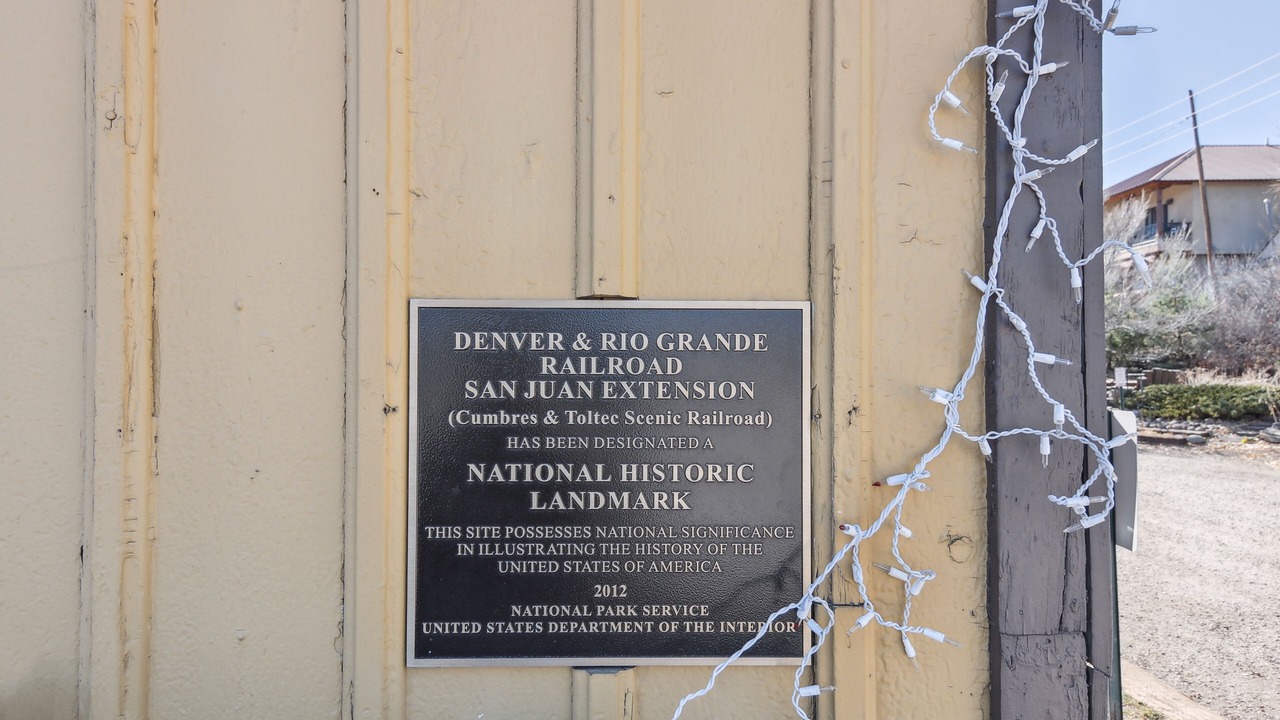 DENVER & RIO GRANDE
RAILROAD
SAN JUAN EXTENSION
(Cumbres & Toltec Scenic Railroad)
HAS BEEN DESIGNATED A
NATIONAL HISTORIC
LANDMARK
THIS SITE POSSESSES NATIONAL SIGNIFICANCE
IN ILLUSTRATING THE HISTORY OF THE
UNITED STATES OF AMERICA
2012
NATIONAL PARK SERVICE
UNITED STATES DEPARTMENT OF THE INTERIOR